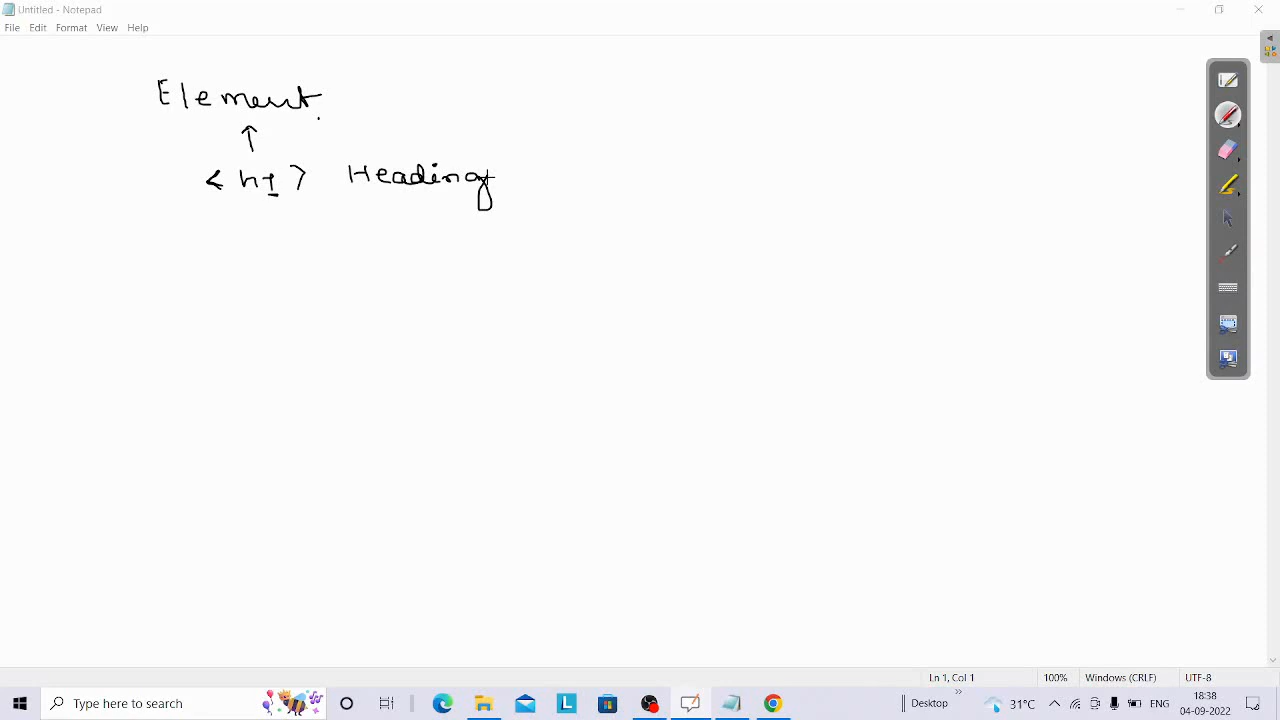 Untitled - Notepad
File Edit Format View Help
Element.
<h1> Heading
Ln 1, Col 1 100% Windows (CRLF) UTF-8
Type here to search
L
Desktop
31°C
ENG
18:38
04-09-2022